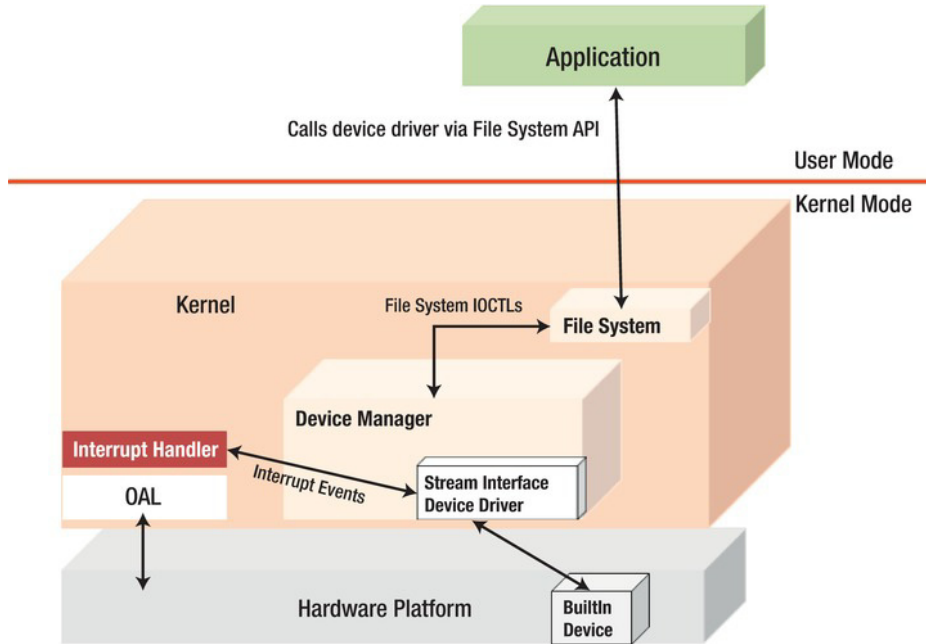 Application
Calls device driver via File System API
User Mode
Kernel Mode
Kernel
File System IOCTLs
File System
Device Manager
Interrupt Handler
Interrupt Events
Stream Interface
Device Driver
OAL
Hardware Platform
BuiltIn
Device